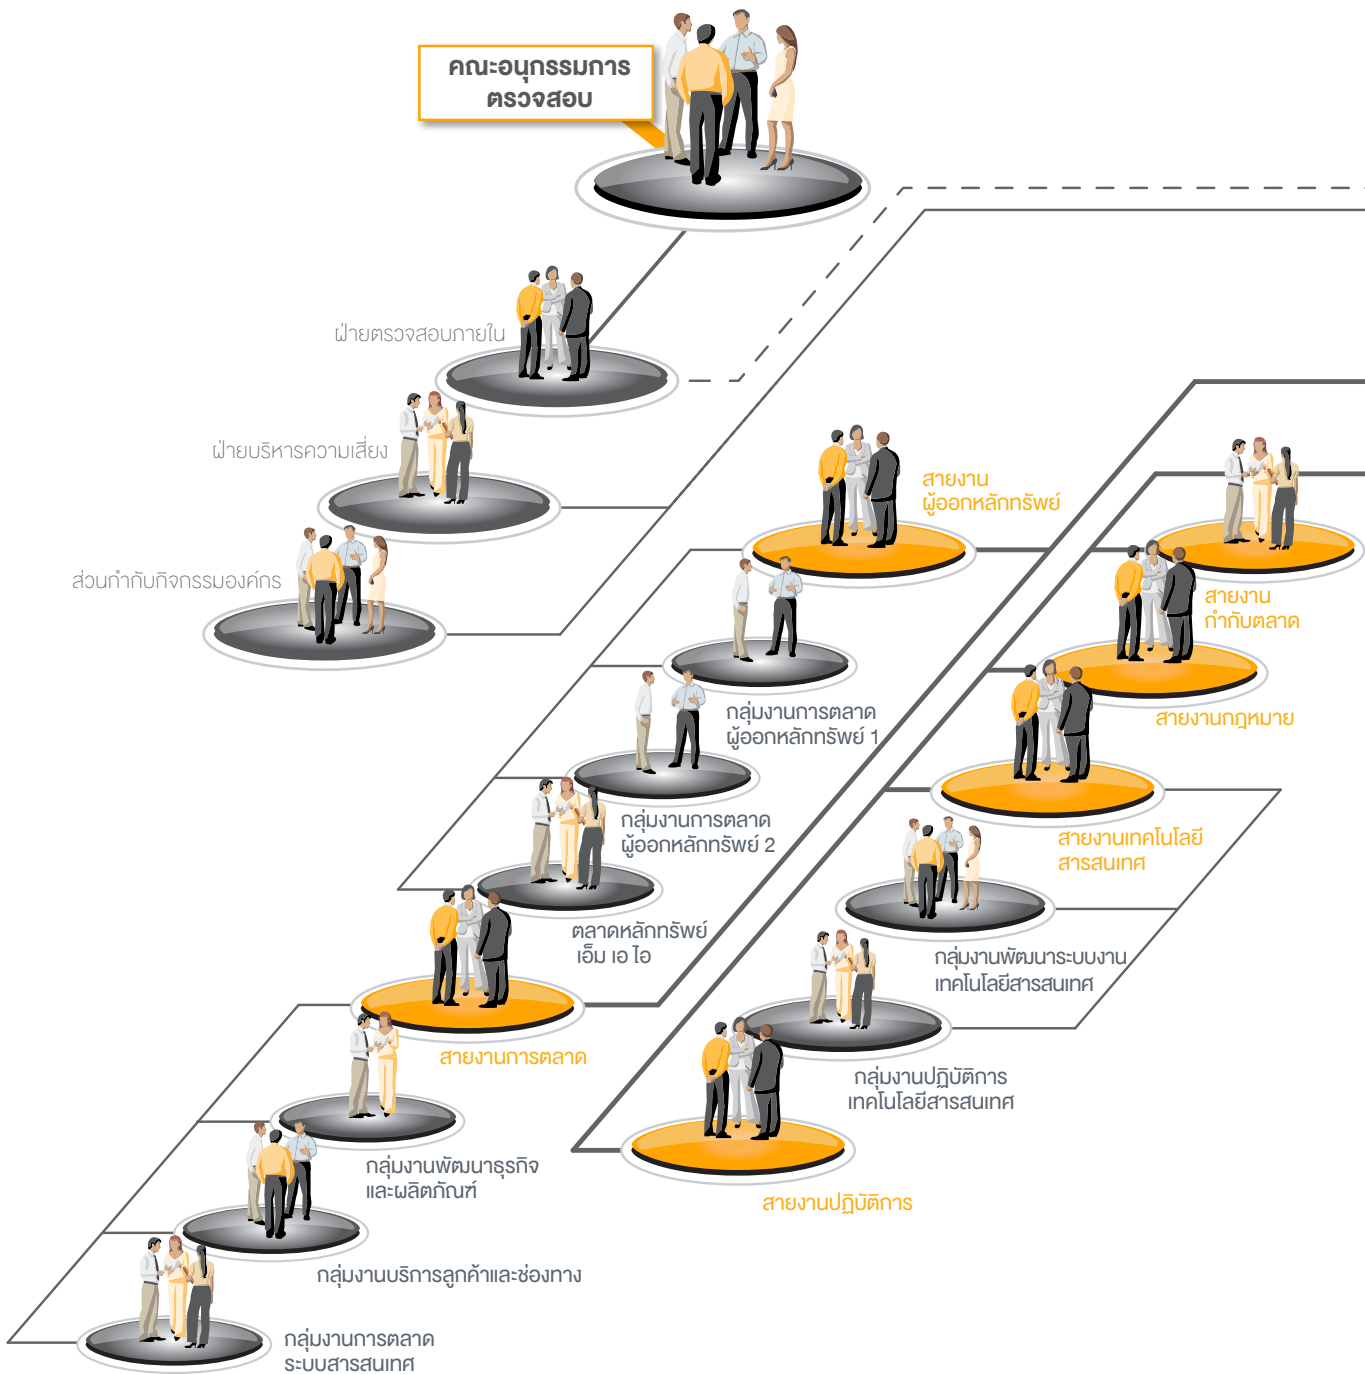 คณะอนุกรรมการ
ตรวจสอบ
ฝ่ายตรวจสอบภายใน
ฝ่ายบริหารความเสี่ยง
ส่วนกำกับกิจกรรมองค์กร
สายงาน
ผู้ออกหลักทรัพย์
กลุ่มงานการตลาด
ผู้ออกหลักทรัพย์ 1
กลุ่มงานการตลาด
ผู้ออกหลักทรัพย์ 2
ตลาดหลักทรัพย์
เอ็ม เอ ไอ
สายงานการตลาด
กลุ่มงานพัฒนาธุรกิจ
และผลิตภัณฑ์
กลุ่มงานบริการลูกค้าและช่องทาง
กลุ่มงานการตลาด
ระบบสารสนเทศ
สายงาน
กำกับตลาด
สายงานกฎหมาย
สายงานเทคโนโลยี
สารสนเทศ
กลุ่มงานพัฒนาระบบงาน
เทคโนโลยีสารสนเทศ
กลุ่มงานปฏิบัติการ
เทคโนโลยีสารสนเทศ
สายงานปฏิบัติการ